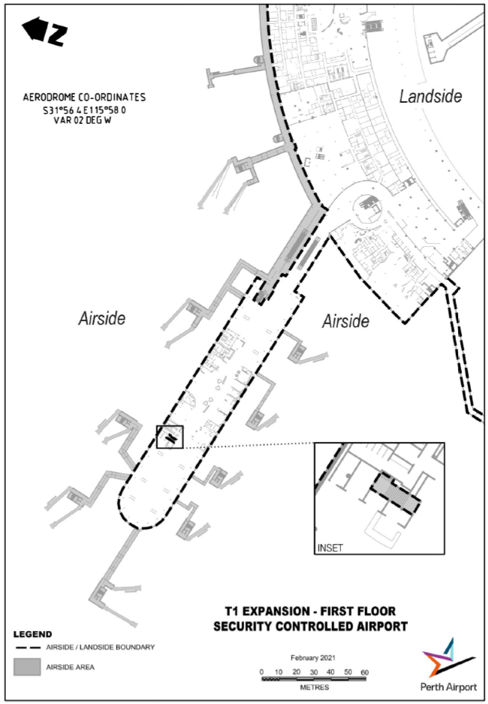 Z
AERODROME CO-ORDINATES
S31°56.4 E115°58.0
VAR 02 DEG W
Landside
Airside
Airside
INSET
T1 EXPANSION - FIRST FLOOR
SECURITY CONTROLLED AIRPORT
LEGEND
AIRSIDE / LANDSIDE BOUNDARY
AIRSIDE AREA
February 2021
0 10 20 30 40 50 60
METRES
Perth Airport